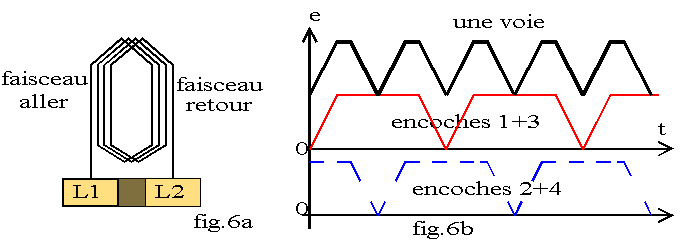 faisceau
aller
faisceau
retour
L1
L2
fig.6a
e
une voie
encoches 1+3
t
O
encoches 2+4
O
fig.6b